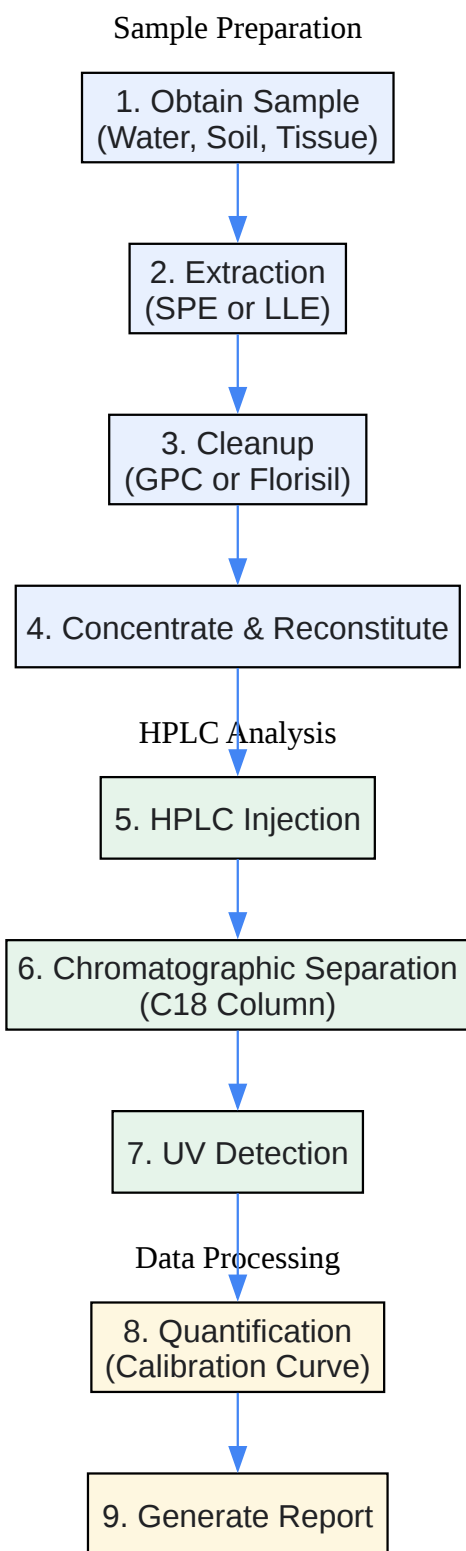 Sample Preparation
1. Obtain Sample
(Water, Soil, Tissue)
2. Extraction
(SPE or LLE)
3. Cleanup
(GPC or Florisil)
4. Concentrate & Reconstitute
HPLC Analysis
5. HPLC Injection
6. Chromatographic Separation
(C18 Column)
7. UV Detection
Data Processing
8. Quantification
(Calibration Curve)
9. Generate Report